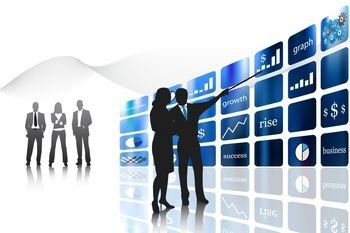 $
graph
$
growth
$
rise
$ $
$
success
business